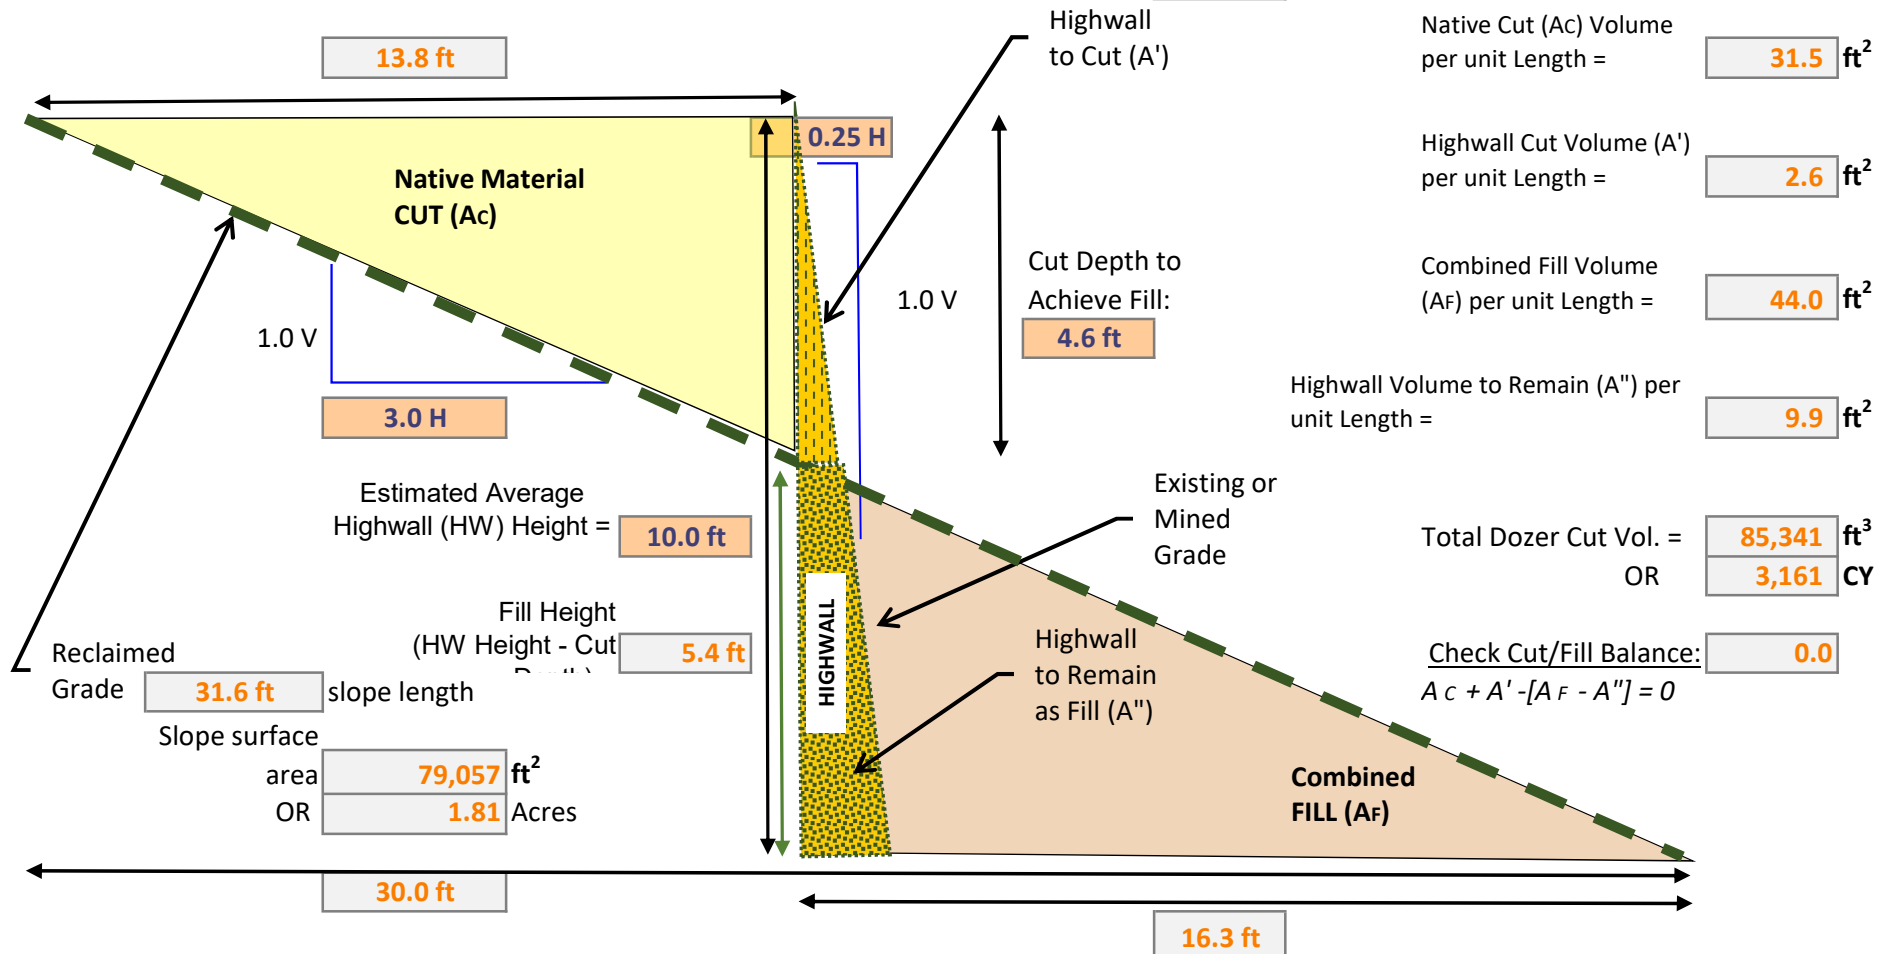 Highwall
to Cut (A')
Native Cut (AC) Volume
per unit Length = 31.5 ft²
13.8 ft
0.25 H
Native Material
CUT (AC)
Highwall Cut Volume (A')
per unit Length = 2.6 ft²
Cut Depth to
Achieve Fill:
4.6 ft
1.0 V
Combined Fill Volume
(AF) per unit Length = 44.0 ft²
1.0 V
3.0 H
Highwall Volume to Remain (A") per
unit Length = 9.9 ft²
Estimated Average
Highwall (HW) Height = 10.0 ft
Existing or
Mined
Grade
Total Dozer Cut Vol. = 85,341 ft³
OR 3,161 CY
Fill Height
(HW Height - Cut
5.4 ft
HIGHWALL
Highwall
to Remain
as Fill (A")
Check Cut/Fill Balance: 0.0
A C + A' -[A F - A"] = 0
Reclaimed
Grade 31.6 ft slope length
Slope surface
area 79,057 ft²
OR 1.81 Acres
Combined
FILL (AF)
30.0 ft
16.3 ft